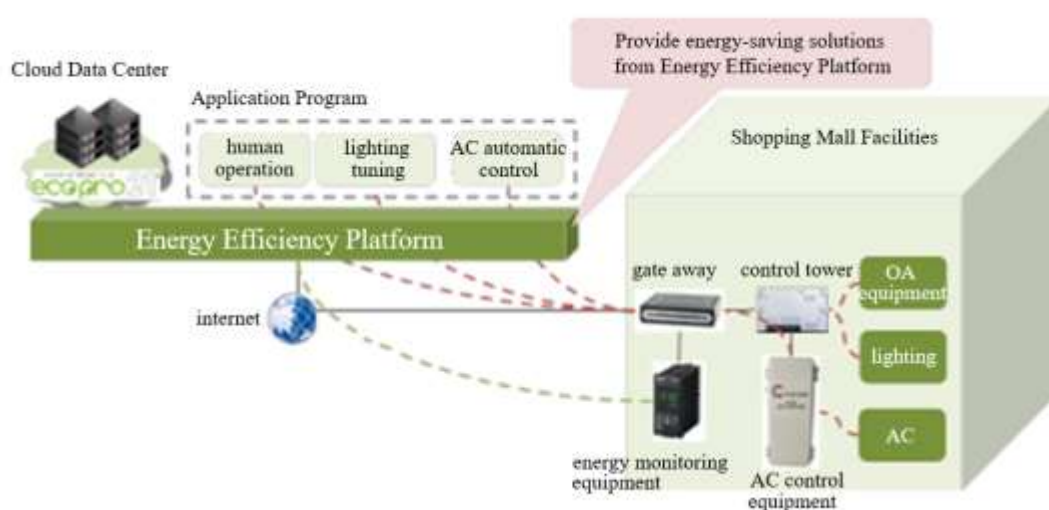 Provide energy-saving solutions
from Energy Efficiency Platform
Cloud Data Center
Application Program
human
operation
lighting
tuning
AC automatic
control
Shopping Mall Facilities
ecopro
Energy Efficiency Platform
gate away
control tower
OA
equipment
internet
lighting
AC
energy monitoring
equipment
AC control
equipment